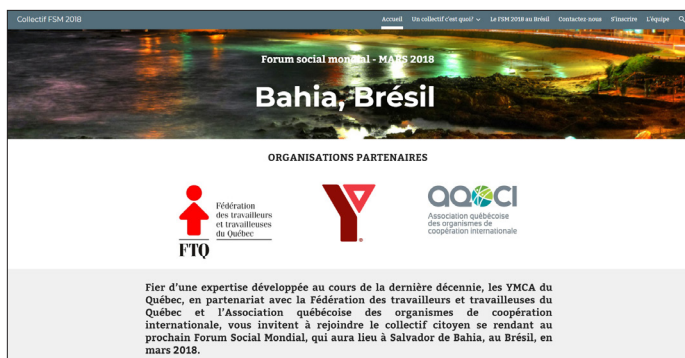 Collectif FSM 2018
Accueil Un collectif c'est quoi? Le FSM 2018 au Brésil Contactez-nous S'inscrire L'équipe
Forum social mondial - MARS 2018
Bahia, Brésil
ORGANISATIONS PARTENAIRES
Fédération
des travailleurs
et travailleuses
du Québec
FTQ
Y
AQOCI
Association québécoise
des organismes de
coopération internationale
Fier d'une expertise développée au cours de la dernière décennie, les YMCA du
Québec, en partenariat avec la Fédération des travailleurs et travailleuses du
Québec et l'Association québécoise des organismes de coopération
internationale, vous invitent à rejoindre le collectif citoyen se rendant au
prochain Forum Social Mondial, qui aura lieu à Salvador de Bahia, au Brésil, en
mars 2018.